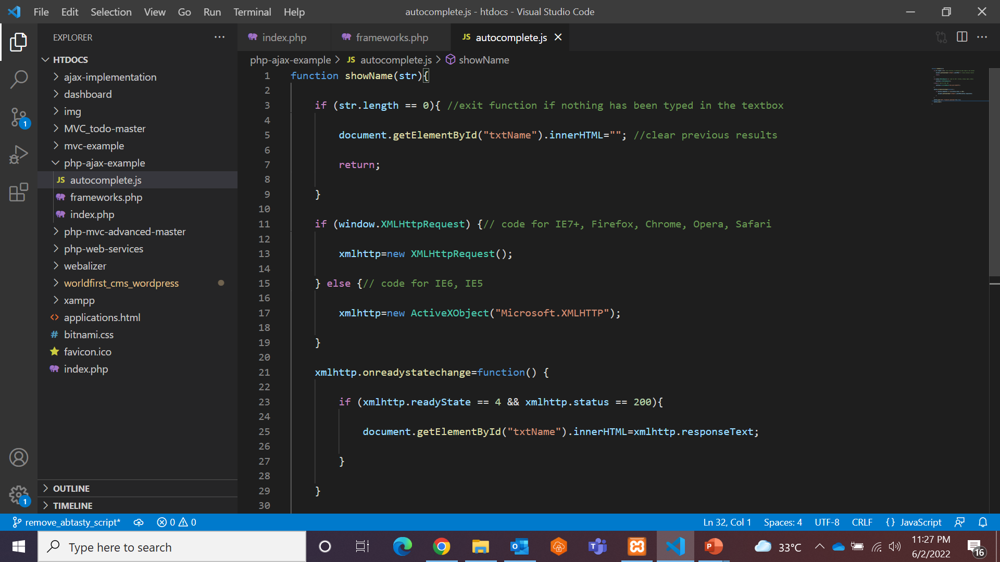 File Edit Selection View Go Run Terminal Help
autocomplete.js - htdocs - Visual Studio Code
EXPLORER
HTDOCS
ajax-implementation
dashboard
img
MVC_todo-master
mvc-example
php-ajax-example
JS autocomplete.js
frameworks.php
index.php
php-mvc-advanced-master
php-web-services
webalizer
worldfirst_cms_wordpress
xampp
<> applications.html
# bitnami.css
favicon.ico
index.php
OUTLINE
TIMELINE
1
1
index.php
frameworks.php
JS autocomplete.js
php-ajax-example > JS autocomplete.js > showName
1 function showName(str){
2
3 if (str.length == 0){ //exit function if nothing has been typed in the textbox
4
5 document.getElementById("txtName").innerHTML=""; //clear previous results
6
7 return;
8
9 }
10
11 if (window.XMLHttpRequest) {// code for IE7+, Firefox, Chrome, Opera, Safari
12
13 xmlhttp=new XMLHttpRequest();
14
15 } else {// code for IE6, IE5
16
17 xmlhttp=new ActiveXObject("Microsoft.XMLHTTP");
18
19 }
20
21 xmlhttp.onreadystatechange=function() {
22
23 if (xmlhttp.readyState == 4 && xmlhttp.status == 200){
24
25 document.getElementById("txtName").innerHTML=xmlhttp.responseText;
26
27 }
28
29 }
30
remove_abtasty_script* 0 0
Ln 32, Col 1 Spaces: 4 UTF-8 CRLF {} JavaScript
Type here to search
33°C
11:27 PM
6/2/2022
16